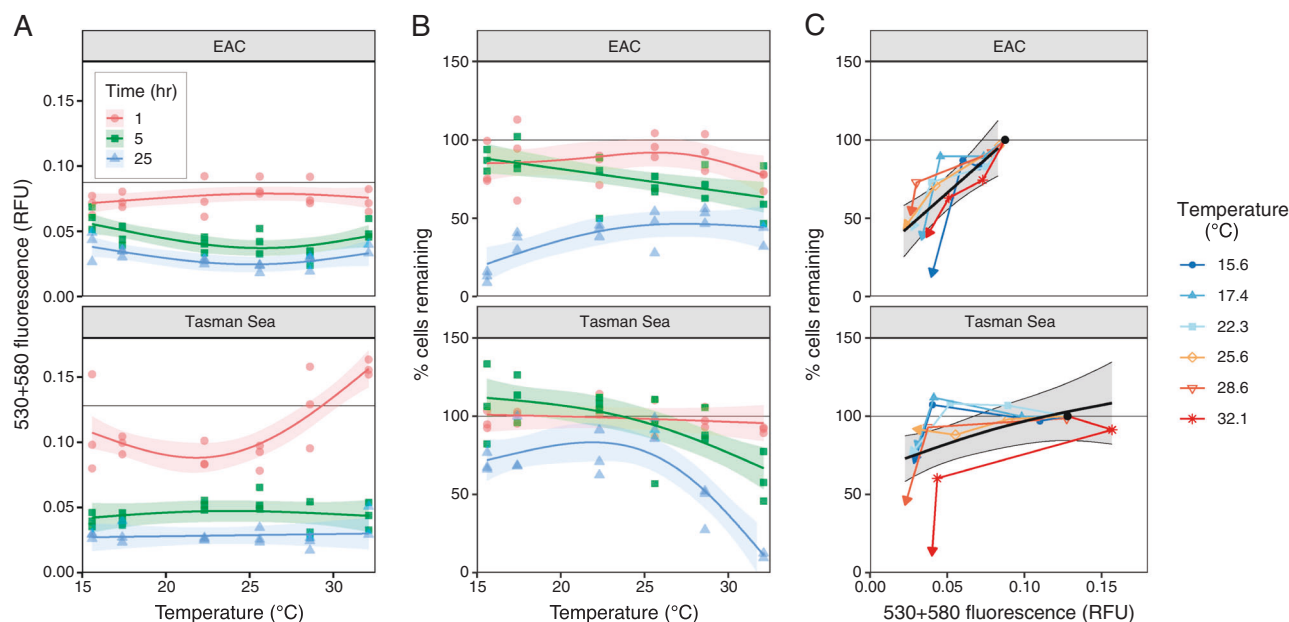 A
EAC
Time (hr)
1
5
25
0.15
0.10
0.05
0.00
Tasman Sea
0.15
0.10
0.05
0.00
530+580 fluorescence (RFU)
15
20
25
30
Temperature (°C)
B
EAC
150
100
50
0
Tasman Sea
150
100
50
0
% cells remaining
15
20
25
30
Temperature (°C)
C
EAC
150
100
50
0
Tasman Sea
150
100
50
0
% cells remaining
0.00
0.05
0.10
0.15
530+580 fluorescence (RFU)
Temperature
(°C)
15.6
17.4
22.3
25.6
28.6
32.1